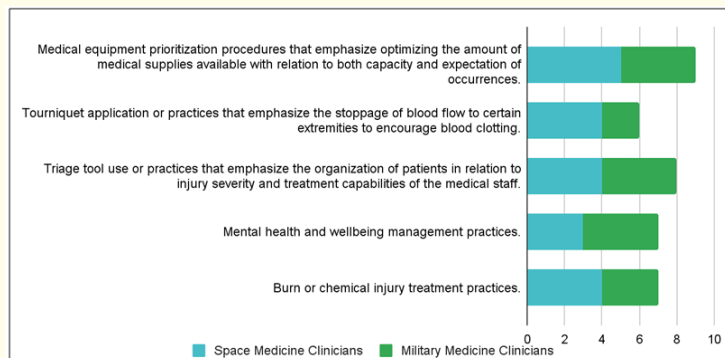 Medical equipment prioritization procedures that emphasize optimizing the amount of
medical supplies available with relation to both capacity and expectation of
occurrences.
Tourniquet application or practices that emphasize the stoppage of blood flow to certain
extremities to encourage blood clotting.
Triage tool use or practices that emphasize the organization of patients in relation to
injury severity and treatment capabilities of the medical staff.
Mental health and wellbeing management practices.
Burn or chemical injury treatment practices.
0 2 4 6 8 10
Space Medicine Clinicians Military Medicine Clinicians